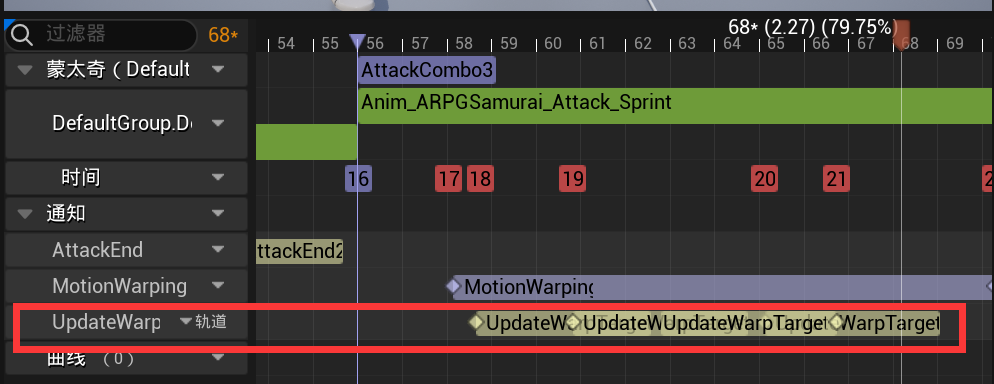 过滤器 68*
68* (2.27) (79.75%)
54 55 56 57 58 59 60 61 62 63 64 65 66 67 68 69
蒙太奇（Default
AttackCombo3
DefaultGroup.De
Anim_ARPGSamurai_Attack_Sprint
时间
16 17 18 19 20 21
通知
AttackEnd
ttackEnd2
MotionWarping
MotionWarping
UpdateWarp 轨道
UpdateW UpdateW UpdateWarpTarget WarpTarget
曲线 （0）